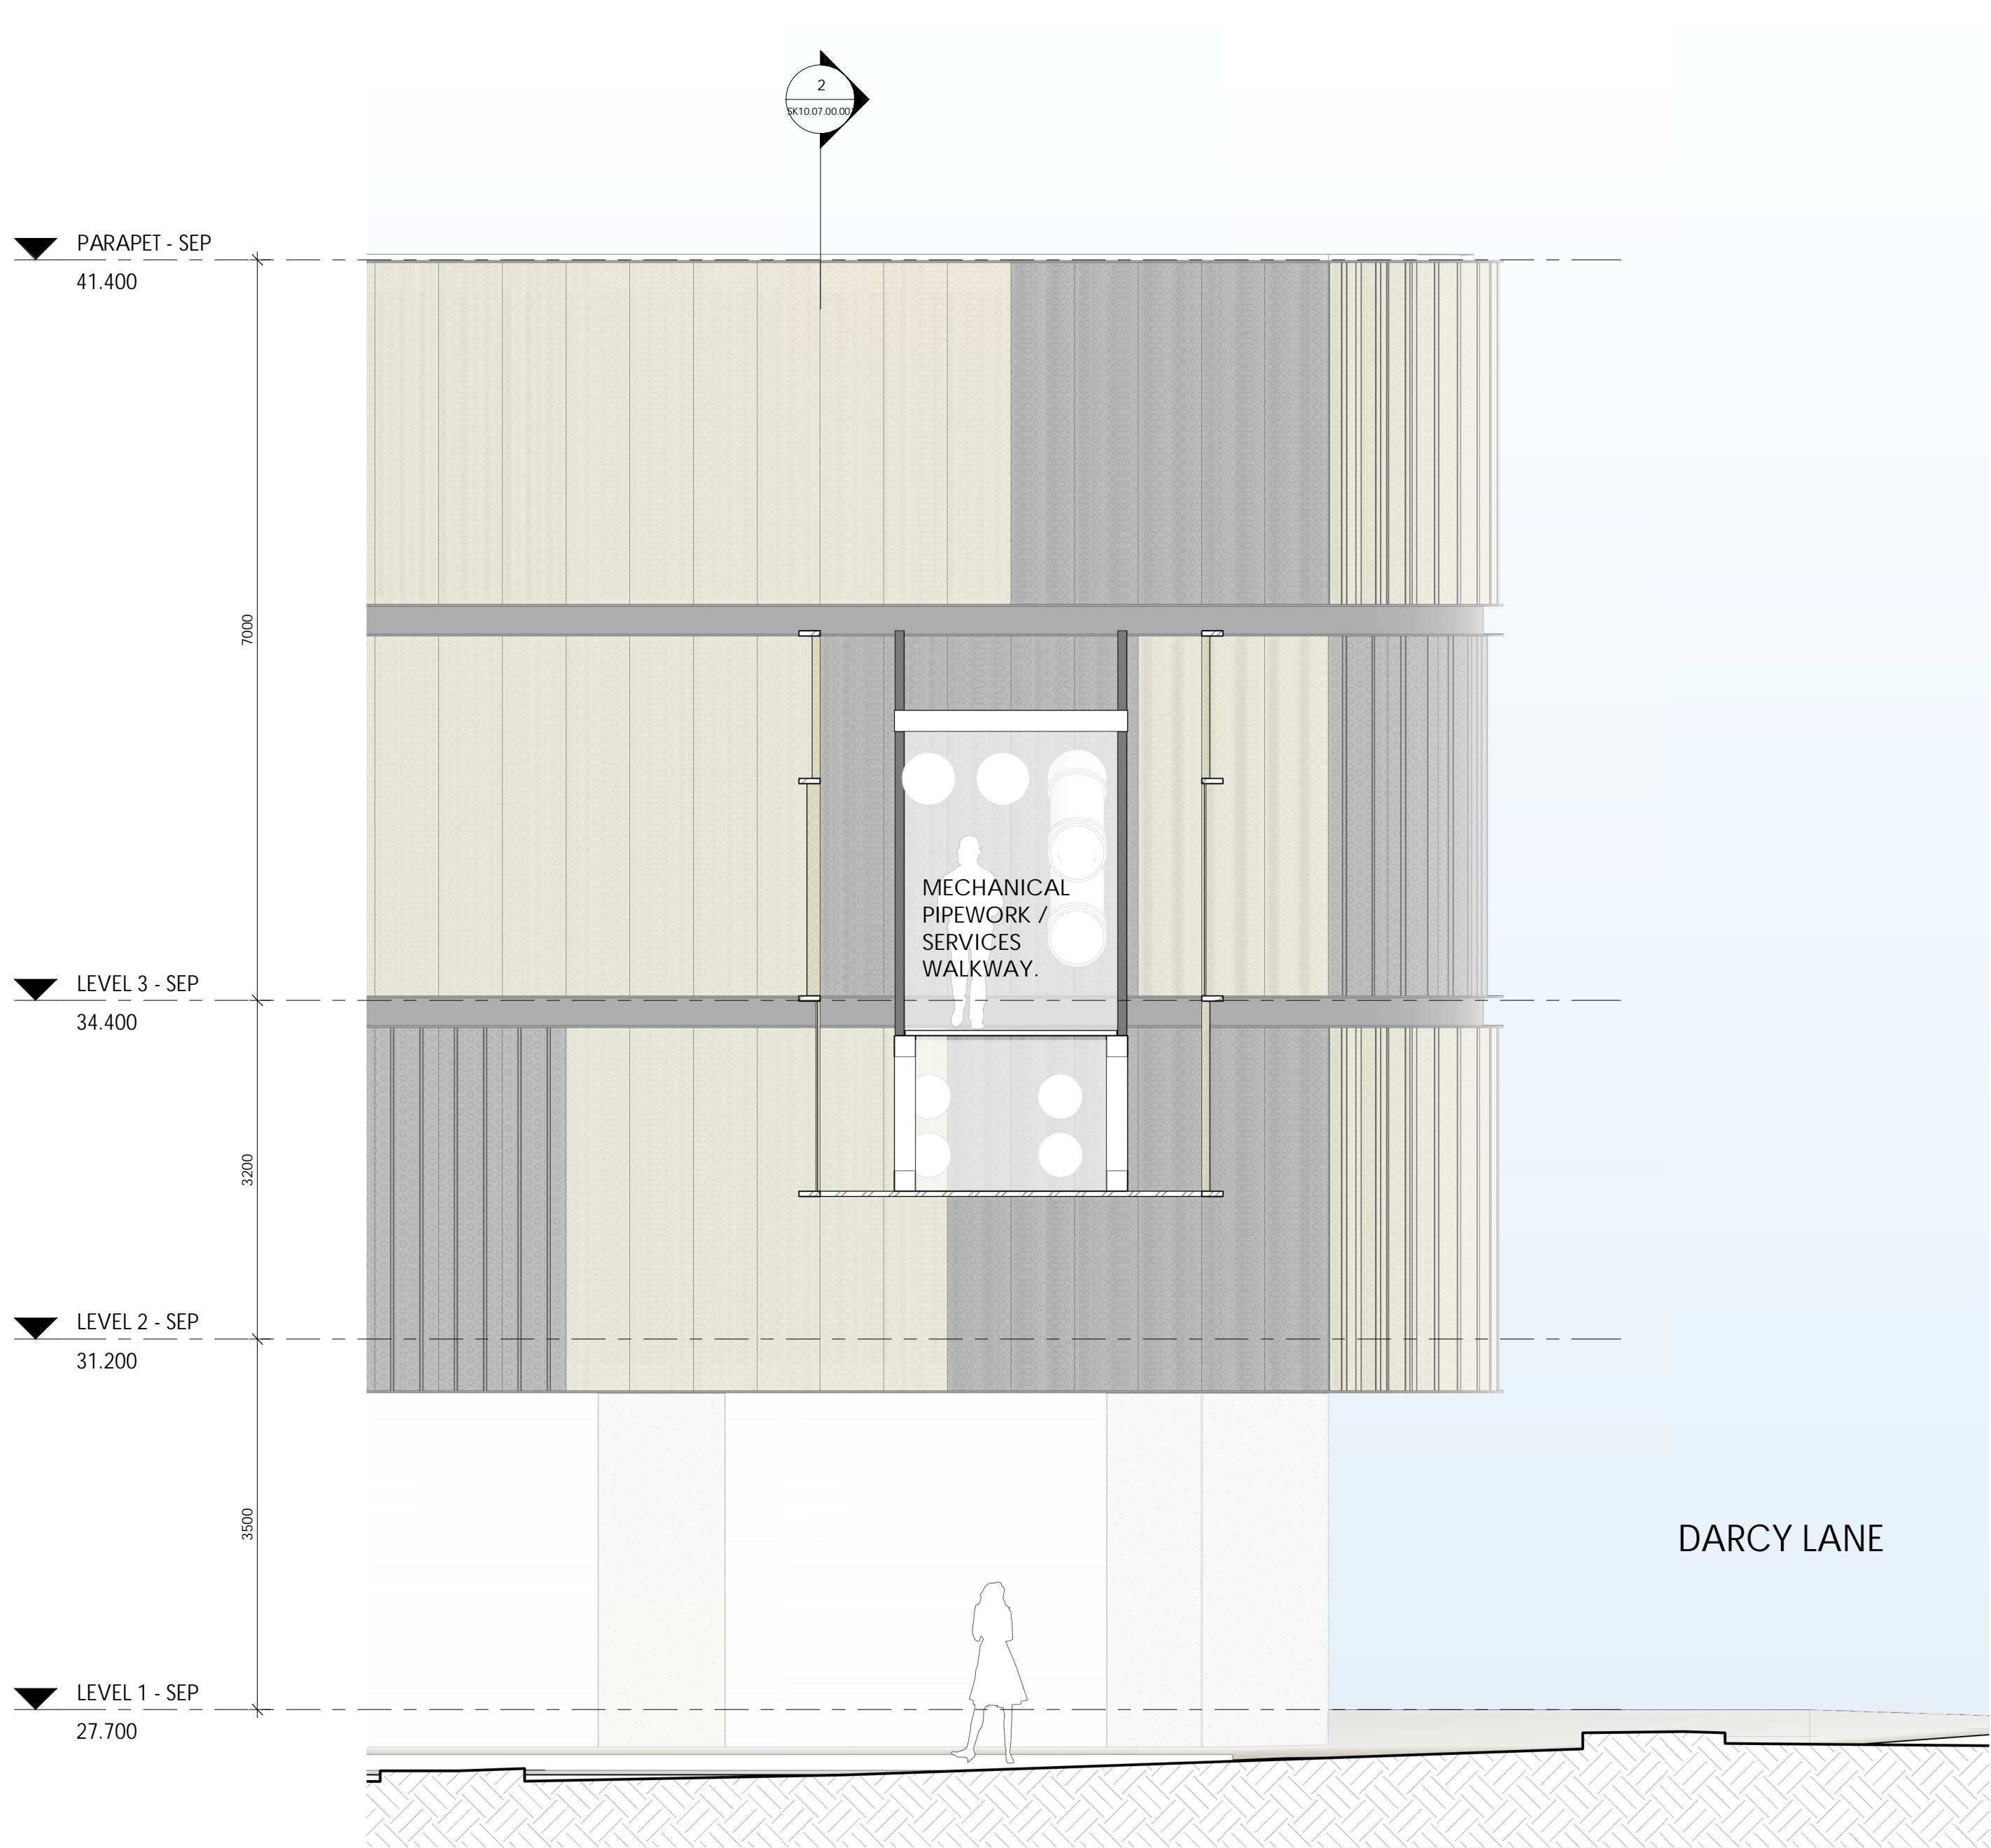 2
SK10.07.00.00
PARAPET - SEP
41.400
7000
MECHANICAL
PIPEWORK /
SERVICES
WALKWAY.
LEVEL 3 - SEP
34.400
3200
LEVEL 2 - SEP
31.200
3500
DARCY LANE
LEVEL 1 - SEP
27.700